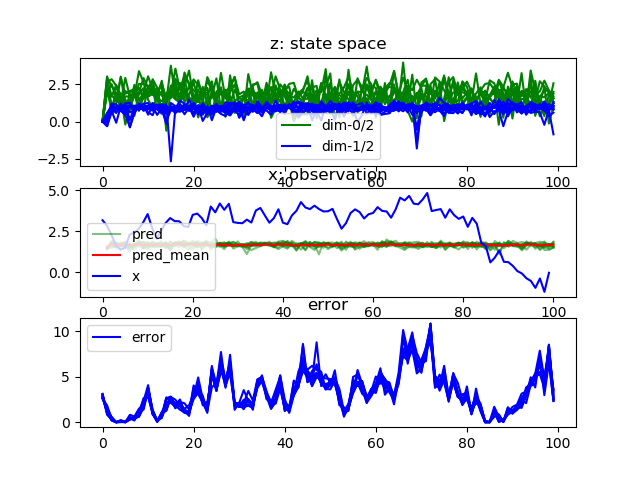 z: state space
2.5
0.0
−2.5
dim-0/2
dim-1/2
0 20 40 60 80 100
x: observation
5.0
2.5
0.0
pred
pred_mean
x
0 20 40 60 80 100
error
10
5
0
error
0 20 40 60 80 100